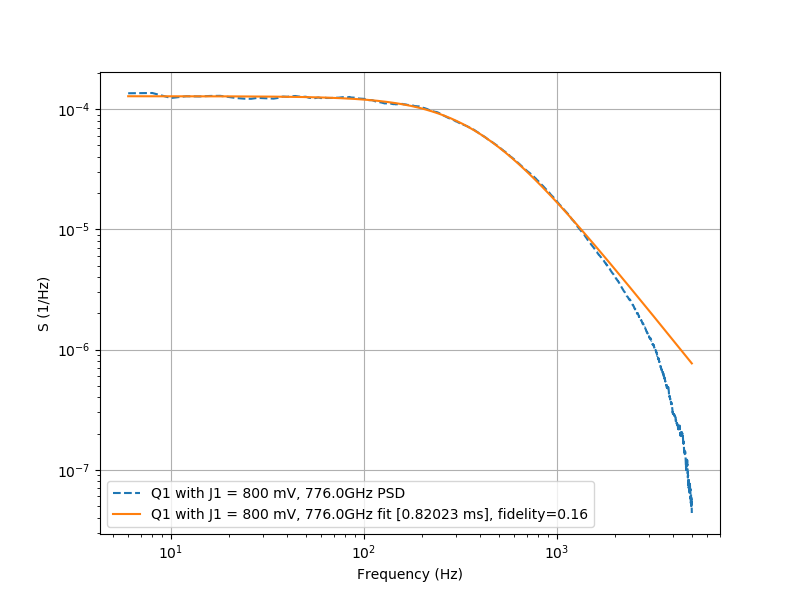 10⁻⁴
10⁻⁵
10⁻⁶
10⁻⁷
S (1/Hz)
Q1 with J1 = 800 mV, 776.0GHz PSD
Q1 with J1 = 800 mV, 776.0GHz fit [0.82023 ms], fidelity=0.16
10¹ 10² 10³
Frequency (Hz)